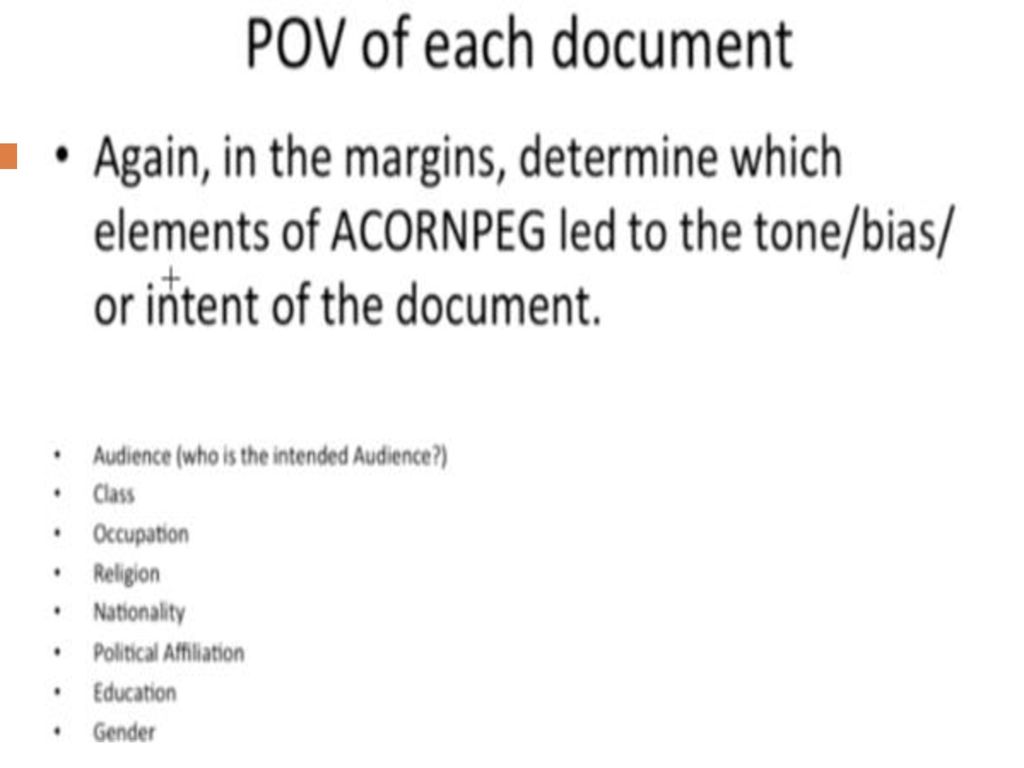 POV of each document
• Again, in the margins, determine which
elements of ACORNPEG led to the tone/bias/
or intent of the document.
• Audience (who is the intended Audience?)
• Class
• Occupation
• Religion
• Nationality
• Political Affiliation
• Education
• Gender